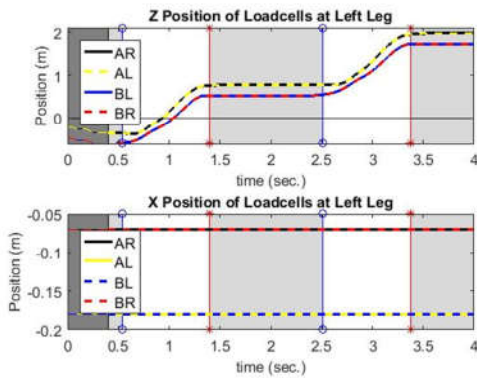 Z Position of Loadcells at Left Leg
Position (m)
2
1
0
AR
AL
BL
BR
0 0.5 1 1.5 2 2.5 3 3.5 4
time (sec.)
X Position of Loadcells at Left Leg
Position (m)
-0.05
-0.1
-0.15
-0.2
AR
AL
BL
BR
0 0.5 1 1.5 2 2.5 3 3.5 4
time (sec.)